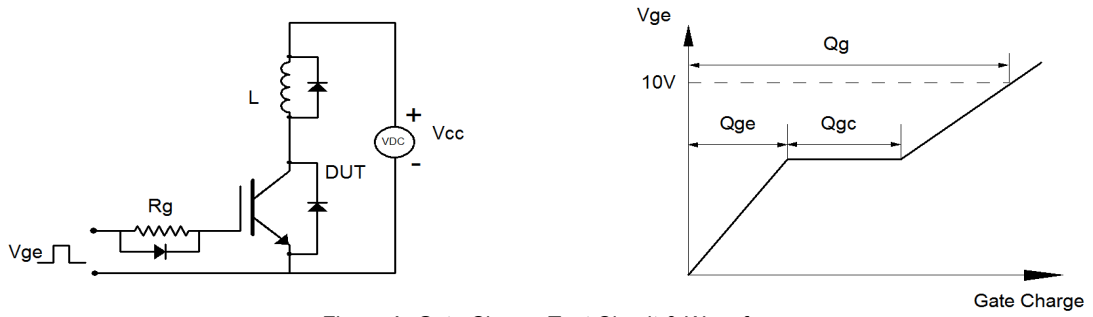 L
VDC
+
-
Vcc
DUT
Rg
Vge
Vge
10V
Qg
Qge
Qgc
Gate Charge